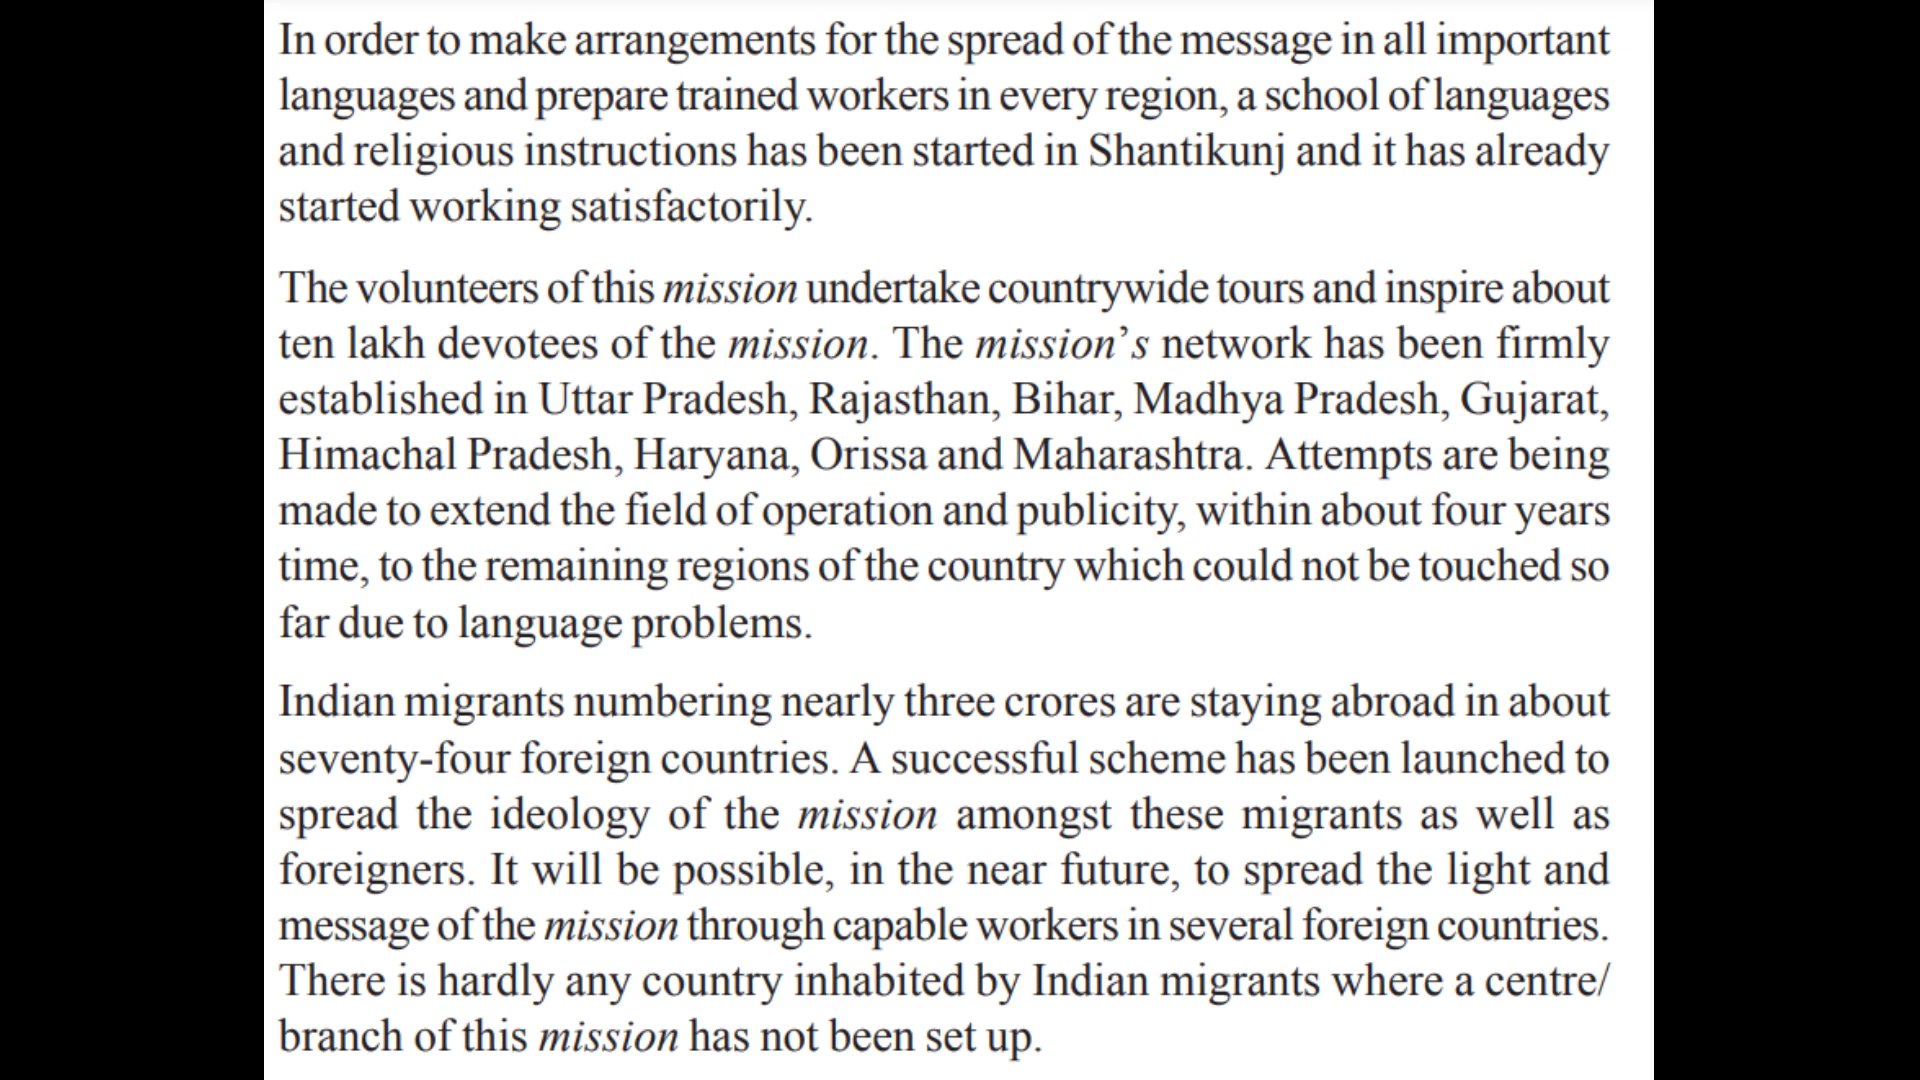 In order to make arrangements for the spread of the message in all important
languages and prepare trained workers in every region, a school of languages
and religious instructions has been started in Shantikunj and it has already
started working satisfactorily.
The volunteers of this mission undertake countrywide tours and inspire about
ten lakh devotees of the mission. The mission’s network has been firmly
established in Uttar Pradesh, Rajasthan, Bihar, Madhya Pradesh, Gujarat,
Himachal Pradesh, Haryana, Orissa and Maharashtra. Attempts are being
made to extend the field of operation and publicity, within about four years
time, to the remaining regions of the country which could not be touched so
far due to language problems.
Indian migrants numbering nearly three crores are staying abroad in about
seventy-four foreign countries. A successful scheme has been launched to
spread the ideology of the mission amongst these migrants as well as
foreigners. It will be possible, in the near future, to spread the light and
message of the mission through capable workers in several foreign countries.
There is hardly any country inhabited by Indian migrants where a centre/
branch of this mission has not been set up.